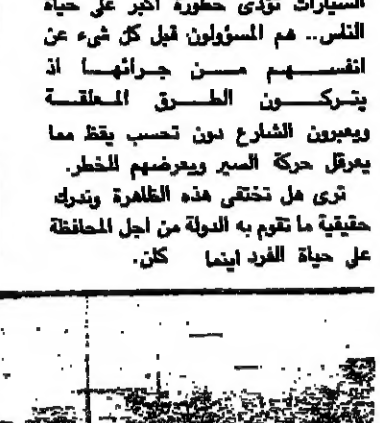 السيارات تؤدى خطورة اكبر على حياة
الناس.. هم المسؤولون قبل كل شيء عن
انفسهم من جرائها اذ
يتركون الطرق المعلقة
ويعبرون الشارع دون تحسب يقظ مما
يعرقل حركة السير ويعرضهم للخطر.
ترى هل تختفى هذه الظاهرة وندرك
حقيقية ما تقوم به الدولة من اجل المحافظة
على حياة الفرد اينما كان.